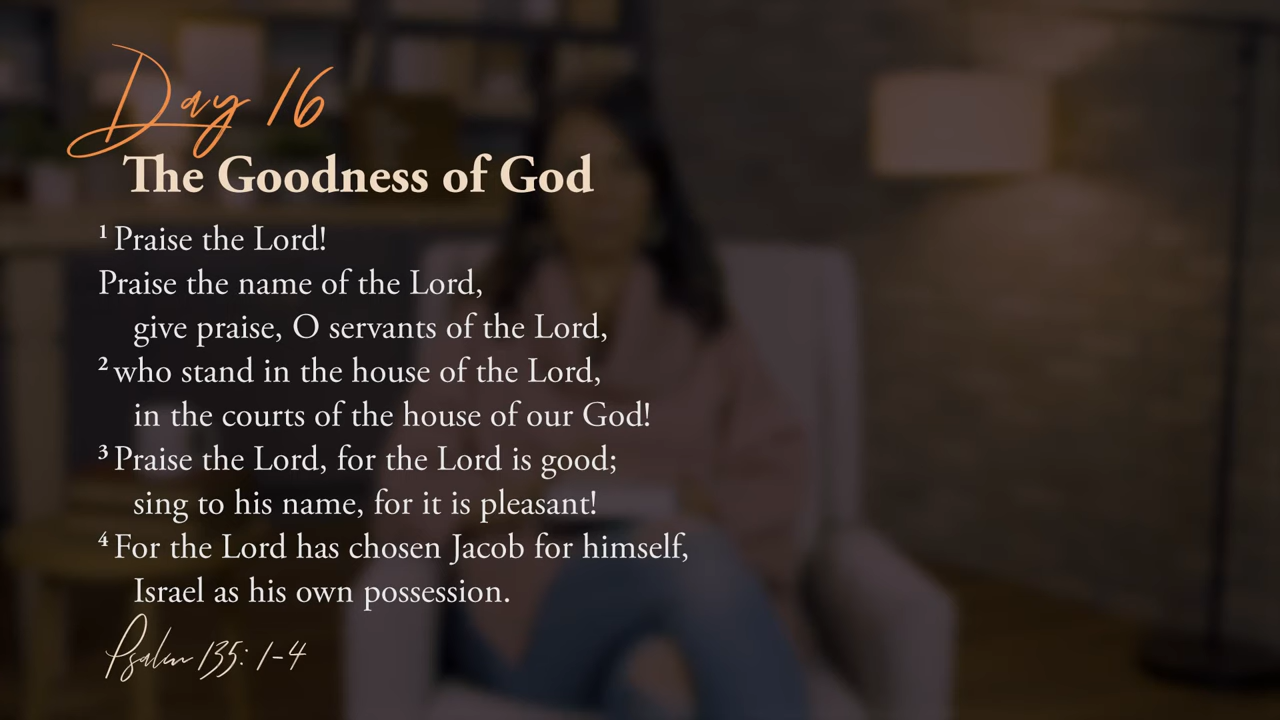 Day 16
The Goodness of God
¹ Praise the Lord!
Praise the name of the Lord,
give praise, O servants of the Lord,
² who stand in the house of the Lord,
in the courts of the house of our God!
³ Praise the Lord, for the Lord is good;
sing to his name, for it is pleasant!
⁴ For the Lord has chosen Jacob for himself,
Israel as his own possession.
Psalm 135: 1-4